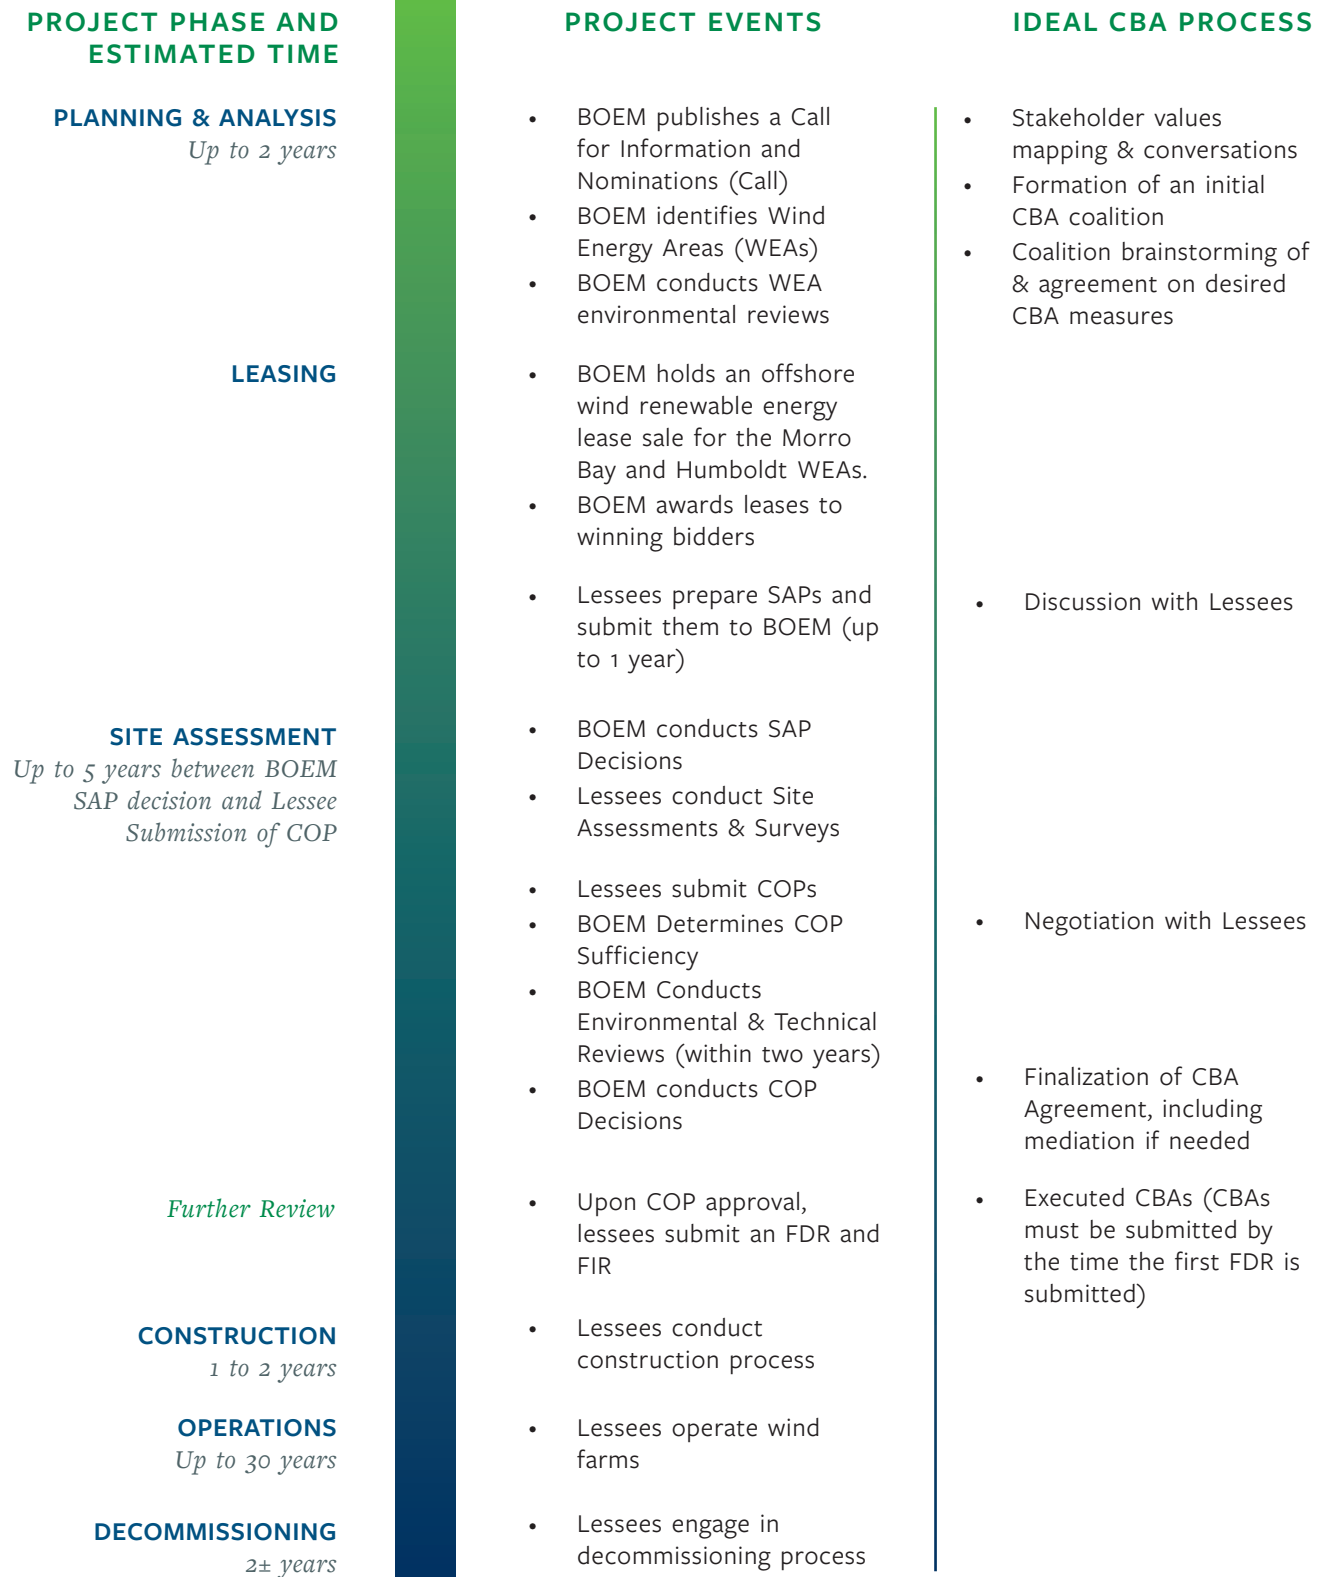 PROJECT PHASE AND
ESTIMATED TIME
PROJECT EVENTS
IDEAL CBA PROCESS
PLANNING & ANALYSIS
Up to 2 years
• BOEM publishes a Call
for Information and
Nominations (Call)
• BOEM identifies Wind
Energy Areas (WEAs)
• BOEM conducts WEA
environmental reviews
• Stakeholder values
mapping & conversations
• Formation of an initial
CBA coalition
• Coalition brainstorming of
& agreement on desired
CBA measures
LEASING
• BOEM holds an offshore
wind renewable energy
lease sale for the Morro
Bay and Humboldt WEAs.
• BOEM awards leases to
winning bidders
• Lessees prepare SAPs and
submit them to BOEM (up
to 1 year)
• Discussion with Lessees
SITE ASSESSMENT
Up to 5 years between BOEM
SAP decision and Lessee
Submission of COP
• BOEM conducts SAP
Decisions
• Lessees conduct Site
Assessments & Surveys
• Lessees submit COPs
• BOEM Determines COP
Sufficiency
• BOEM Conducts
Environmental & Technical
Reviews (within two years)
• BOEM conducts COP
Decisions
• Negotiation with Lessees
• Finalization of CBA
Agreement, including
mediation if needed
Further Review
• Upon COP approval,
lessees submit an FDR and
FIR
• Executed CBAs (CBAs
must be submitted by
the time the first FDR is
submitted)
CONSTRUCTION
1 to 2 years
• Lessees conduct
construction process
OPERATIONS
Up to 30 years
• Lessees operate wind
farms
DECOMMISSIONING
2± years
• Lessees engage in
decommissioning process